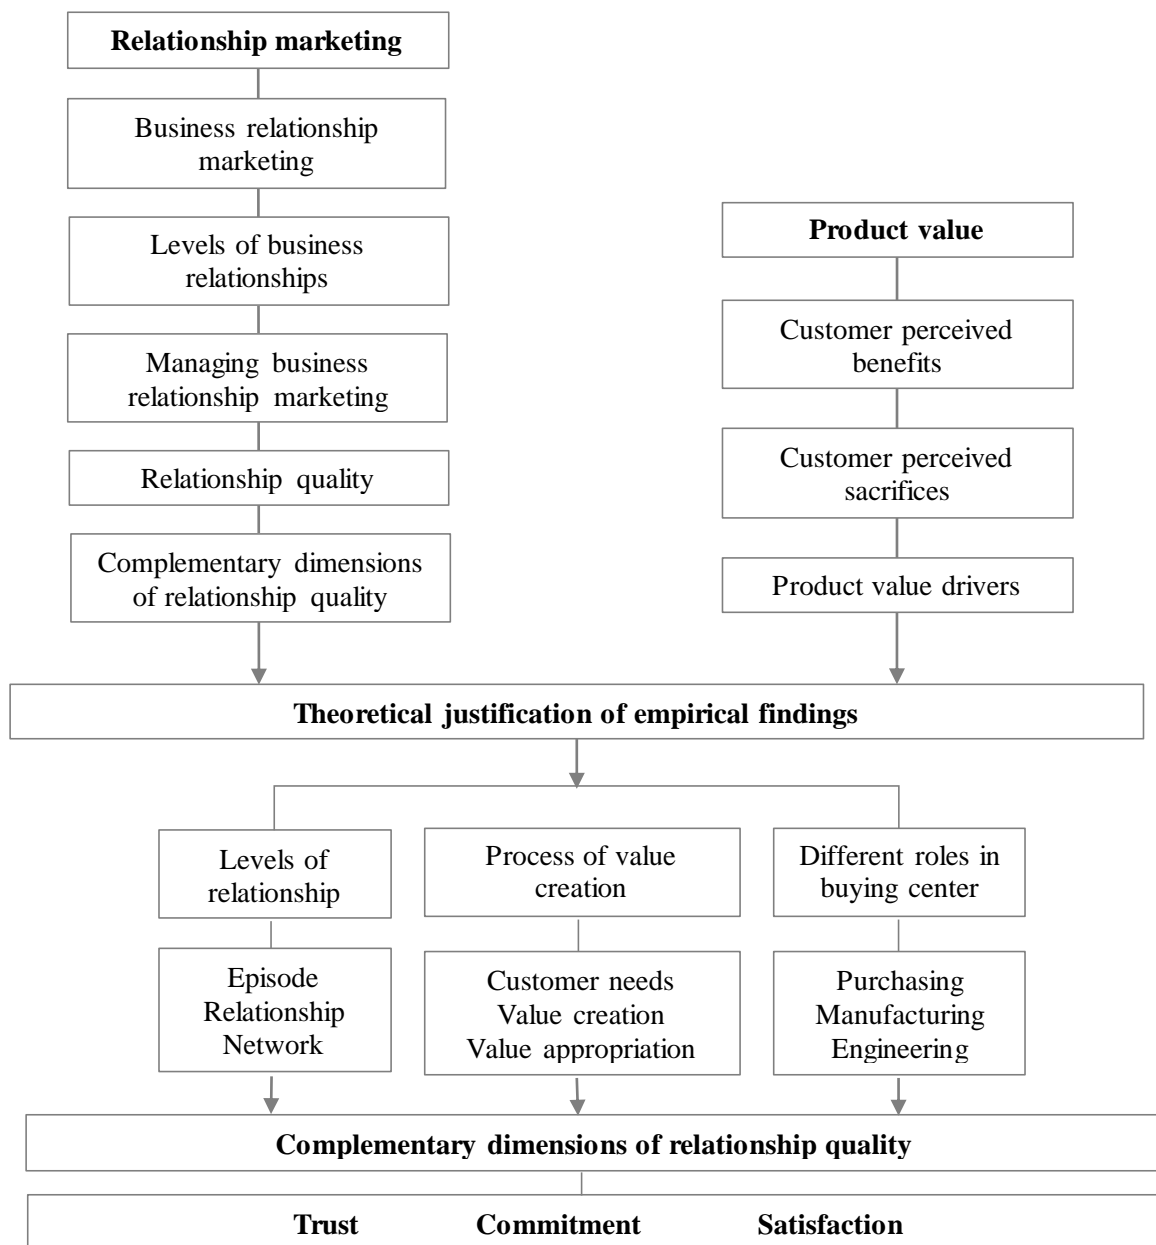 Relationship marketing
Business relationship
marketing
Levels of business
relationships
Managing business
relationship marketing
Relationship quality
Complementary dimensions
of relationship quality
Product value
Customer perceived
benefits
Customer perceived
sacrifices
Product value drivers
Theoretical justification of empirical findings
Levels of
relationship
Process of value
creation
Different roles in
buying center
Episode
Relationship
Network
Customer needs
Value creation
Value appropriation
Purchasing
Manufacturing
Engineering
Complementary dimensions of relationship quality
Trust Commitment Satisfaction